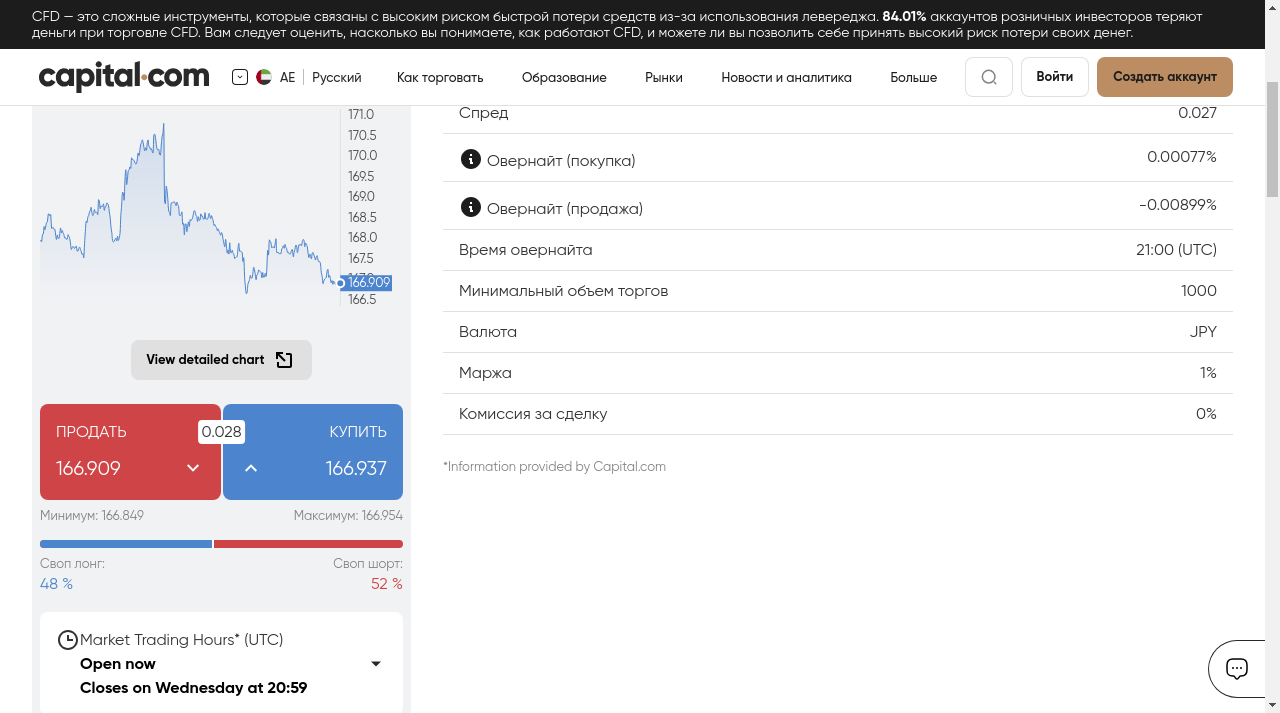 CFD — это сложные инструменты, которые связаны с высоким риском быстрой потери средств из-за использования левереджа. 84.01% аккаунтов розничных инвесторов теряют
деньги при торговле CFD. Вам следует оценить, насколько вы понимаете, как работают CFD, и можете ли вы позволить себе принять высокий риск потери своих денег.
capital.com
AE
Русский
Как торговать
Образование
Рынки
Новости и аналитика
Больше
Войти
Создать аккаунт
171.0
170.5
170.0
169.5
169.0
168.5
168.0
167.5
166.909
166.5
View detailed chart
ПРОДАТЬ
0.028
КУПИТЬ
166.909
166.937
Минимум: 166.849
Максимум: 166.954
Своп лонг:
Своп шорт:
48 %
52 %
Market Trading Hours* (UTC)
Open now
Closes on Wednesday at 20:59
Спред 0.027
Овернайт (покупка) 0.00077%
Овернайт (продажа) -0.00899%
Время овернайта 21:00 (UTC)
Минимальный объем торгов 1000
Валюта JPY
Маржа 1%
Комиссия за сделку 0%
*Information provided by Capital.com